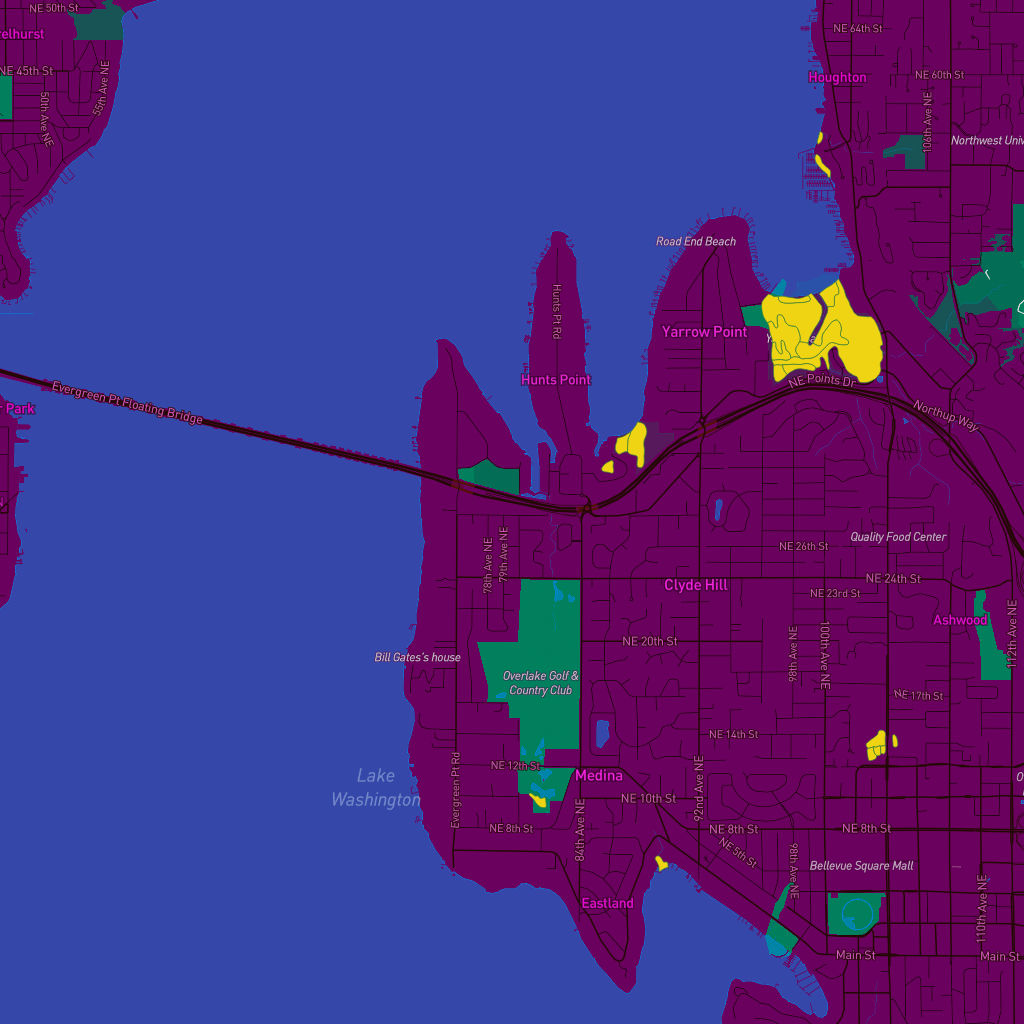 NE 50th St
NE 64th St
NE 45th St
55th Ave NE
50th Ave NE
Houghton
NE 60th St
106th Ave NE
Road End Beach
Hunts Pt Rd
Yarrow Point
Hunts Point
NE Points Dr
Northup Way
Evergreen Pt Floating Bridge
Quality Food Center
NE 26th St
78th Ave NE
79th Ave NE
Clyde Hill
NE 24th St
NE 23rd St
Ashwood
112th Ave NE
NE 20th St
98th Ave NE
100th Ave NE
Bill Gates's house
Overlake Golf &
Country Club
NE 17th St
NE 14th St
NE 12th St
Medina
Lake
Washington
Evergreen Pt Rd
NE 10th St
92nd Ave NE
84th Ave NE
NE 8th St
NE 8th St
NE 8th St
NE 5th St
98th Ave NE
Bellevue Square Mall
Eastland
110th Ave NE
Main St
Main St